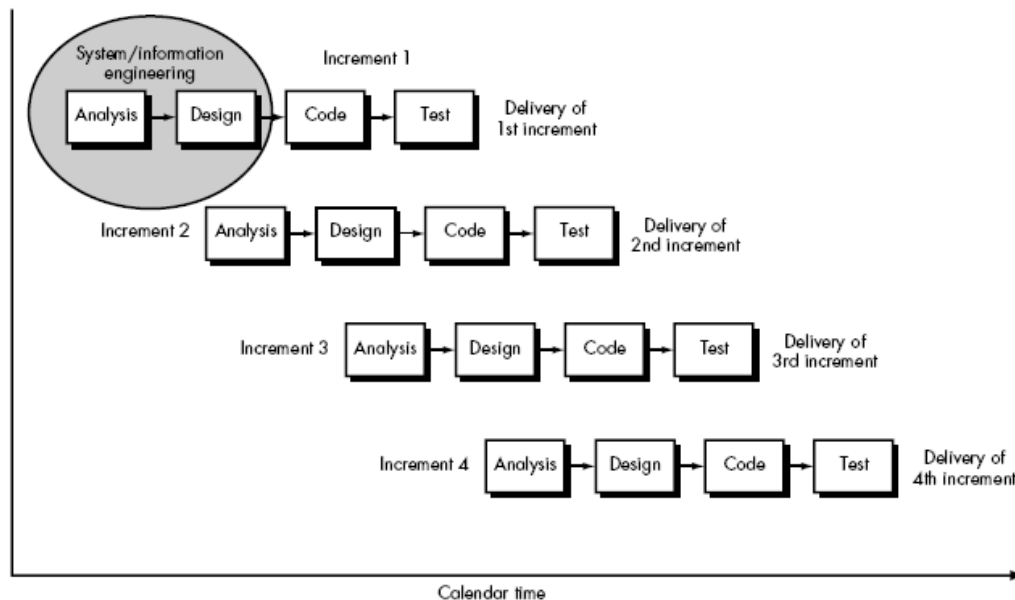 System/information
engineering
Increment 1
Analysis
Design
Code
Test
Delivery of
1st increment
Increment 2
Analysis
Design
Code
Test
Delivery of
2nd increment
Increment 3
Analysis
Design
Code
Test
Delivery of
3rd increment
Increment 4
Analysis
Design
Code
Test
Delivery of
4th increment
Calendar time